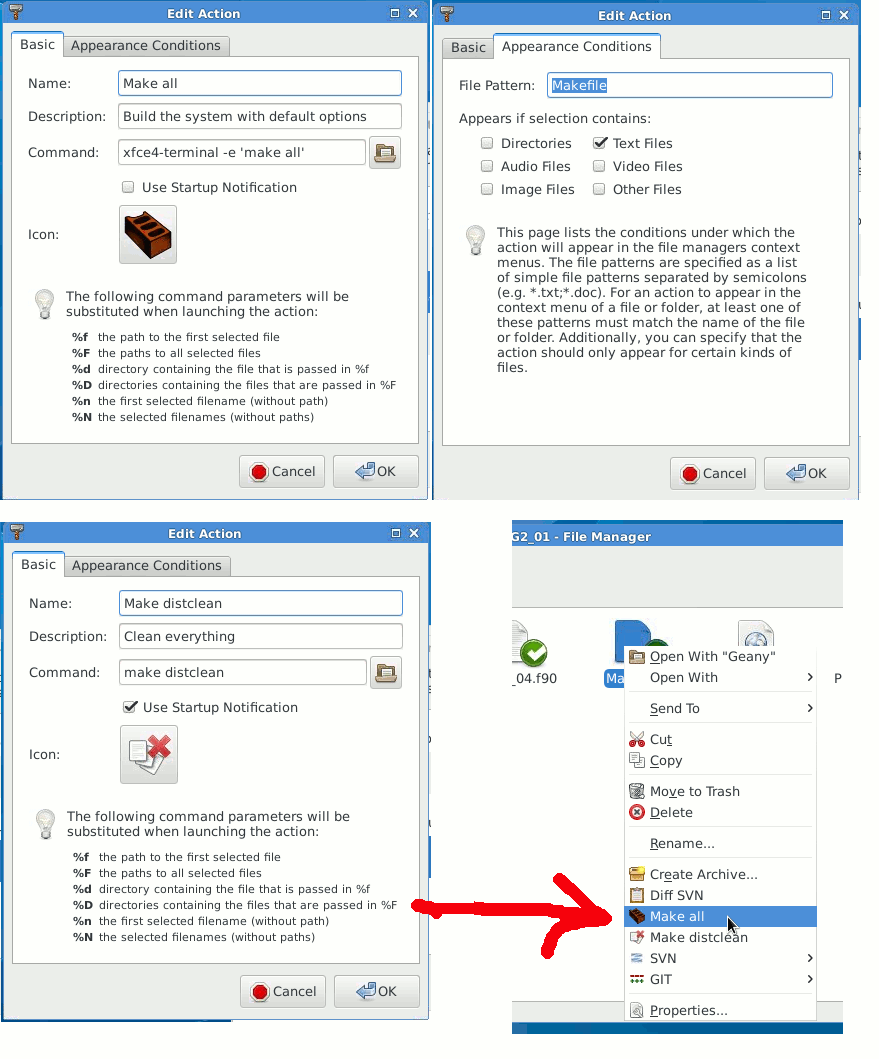 Edit Action
Basic
Appearance Conditions
Name:
Make all
Description:
Build the system with default options
Command:
xfce4-terminal -e 'make all'
Use Startup Notification
Icon:
The following command parameters will be
substituted when launching the action:
%f the path to the first selected file
%F the paths to all selected files
%d directory containing the file that is passed in %f
%D directories containing the files that are passed in %F
%n the first selected filename (without path)
%N the selected filenames (without paths)
Cancel
OK
Edit Action
Basic
Appearance Conditions
File Pattern:
Makefile
Appears if selection contains:
Directories
Text Files
Audio Files
Video Files
Image Files
Other Files
This page lists the conditions under which the
action will appear in the file managers context
menus. The file patterns are specified as a list
of simple file patterns separated by semicolons
(e.g. *.txt;*.doc). For an action to appear in the
context menu of a file or folder, at least one of
these patterns must match the name of the file
or folder. Additionally, you can specify that the
action should only appear for certain kinds of
files.
Cancel
OK
Edit Action
Basic
Appearance Conditions
Name:
Make distclean
Description:
Clean everything
Command:
make distclean
Use Startup Notification
Icon:
The following command parameters will be
substituted when launching the action:
%f the path to the first selected file
%F the paths to all selected files
%d directory containing the file that is passed in %f
%D directories containing the files that are passed in %F
%n the first selected filename (without path)
%N the selected filenames (without paths)
Cancel
OK
G2_01 - File Manager
_04.f90
Ma
P
Open With "Geany"
Open With
Send To
Cut
Copy
Move to Trash
Delete
Rename...
Create Archive...
Diff SVN
Make all
Make distclean
SVN
GIT
Properties...